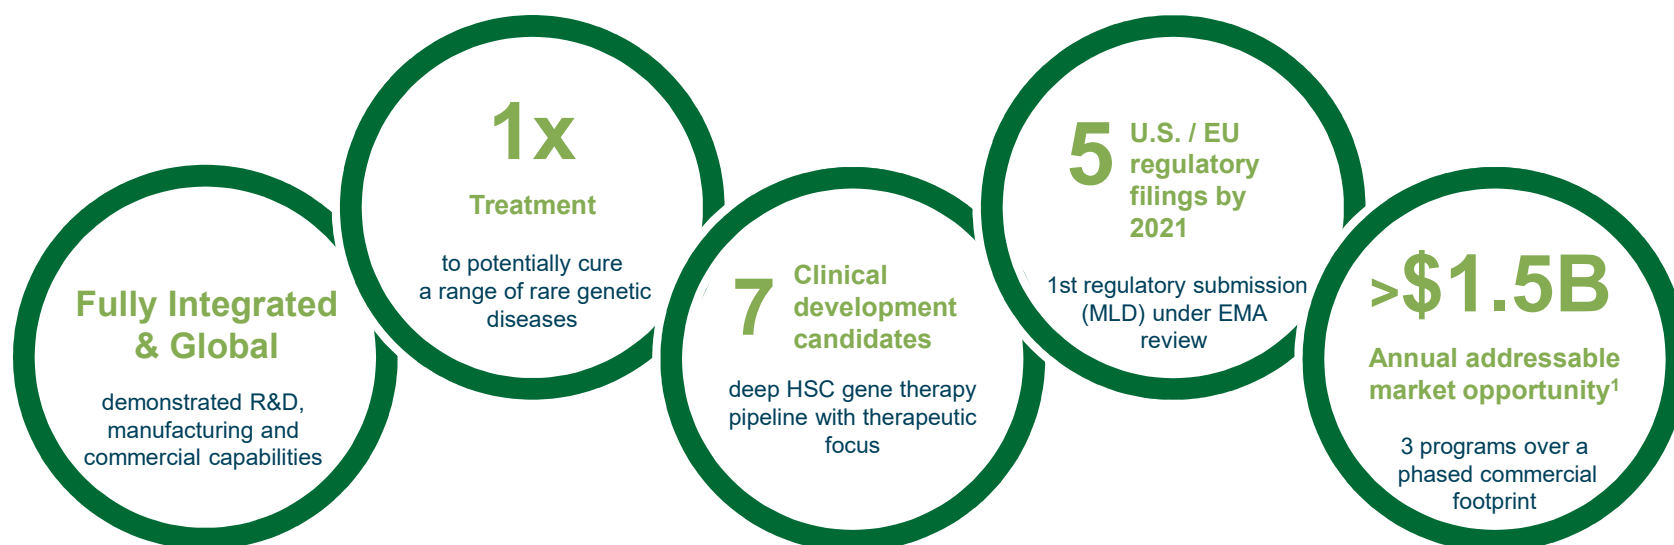 Fully Integrated
& Global
demonstrated R&D,
manufacturing and
commercial capabilities
1x
Treatment
to potentially cure
a range of rare genetic
diseases
7
Clinical
development
candidates
deep HSC gene therapy
pipeline with therapeutic
focus
5
U.S. / EU
regulatory
filings by
2021
1st regulatory submission
(MLD) under EMA
review
>$1.5B
Annual addressable
market opportunity¹
3 programs over a
phased commercial
footprint